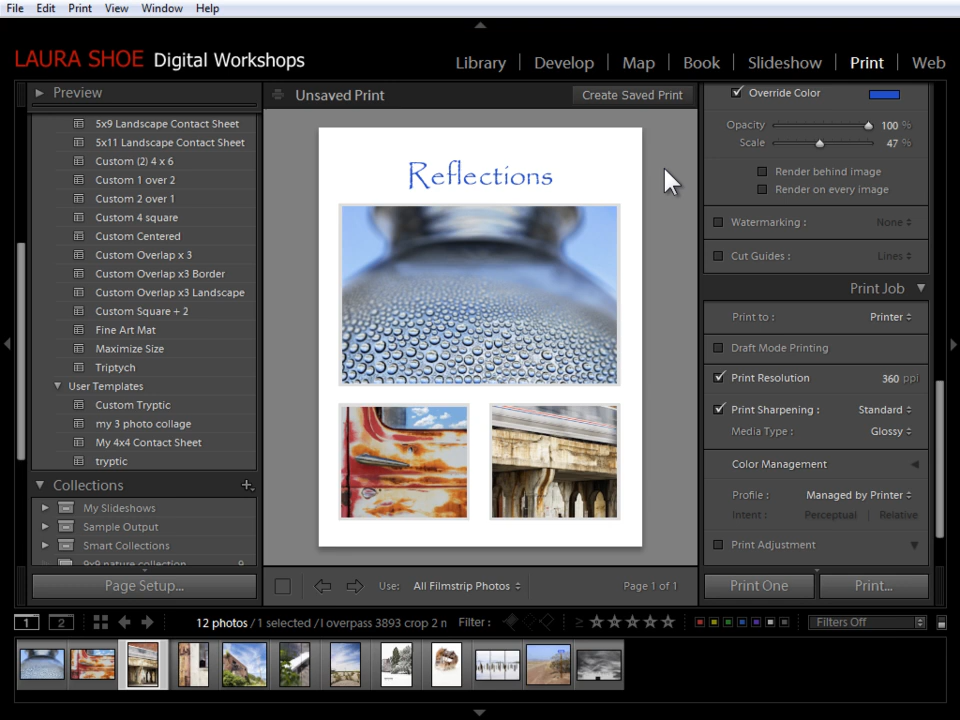 File Edit Print View Window Help
LAURA SHOE Digital Workshops
Library | Develop | Map | Book | Slideshow | Print | Web
Preview
5x9 Landscape Contact Sheet
5x11 Landscape Contact Sheet
Custom (2) 4 x 6
Custom 1 over 2
Custom 2 over 1
Custom 4 square
Custom Centered
Custom Overlap x 3
Custom Overlap x3 Border
Custom Overlap x3 Landscape
Custom Square + 2
Fine Art Mat
Maximize Size
Triptych
User Templates
Custom Tryptic
my 3 photo collage
My 4x4 Contact Sheet
tryptic
Collections
My Slideshows
Sample Output
Smart Collections
9x9 nature collection 9
Page Setup...
Unsaved Print
Create Saved Print
Reflections
Use: All Filmstrip Photos
Page 1 of 1
Override Color
Opacity 100 %
Scale 47 %
Render behind image
Render on every image
Watermarking : None
Cut Guides : Lines
Print Job
Print to : Printer
Draft Mode Printing
Print Resolution 360 ppi
Print Sharpening : Standard
Media Type : Glossy
Color Management
Profile : Managed by Printer
Intent : Perceptual Relative
Print Adjustment
Print One
Print...
1 2 12 photos / 1 selected / I overpass 3893 crop 2 n Filter : Filters Off